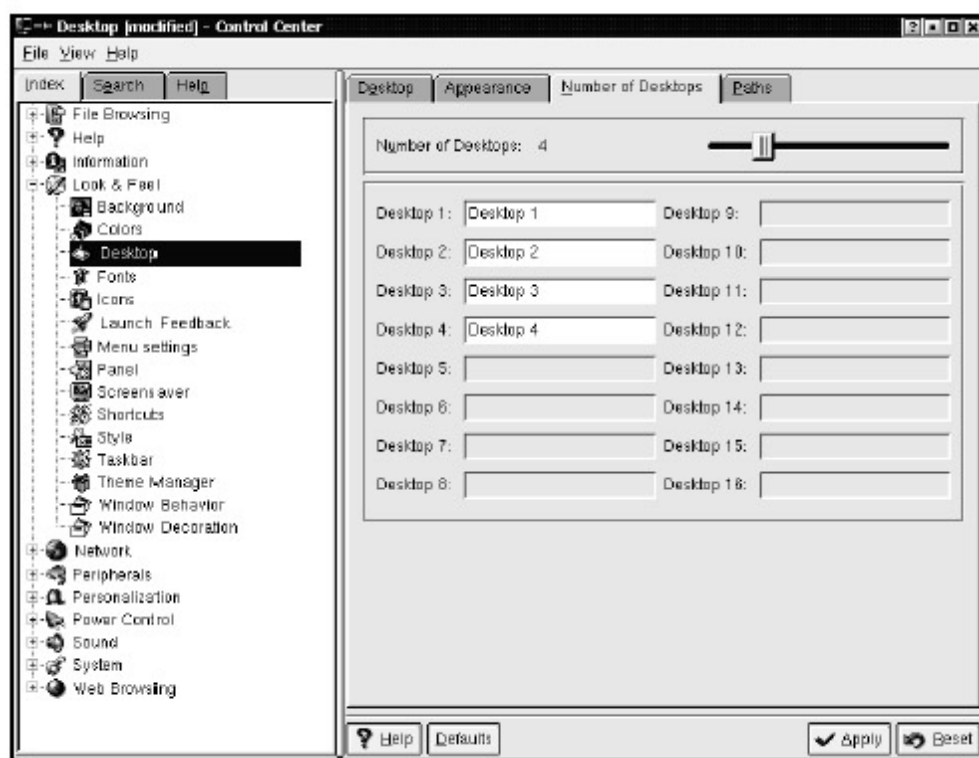 Desktop [modified] - Control Center
File View Help
Index Search Help
File Browsing
Help
Information
Look & Feel
Background
Colors
Desktop
Fonts
Icons
Launch Feedback
Menu settings
Panel
Screensaver
Shortcuts
Style
Taskbar
Theme Manager
Window Behavior
Window Decoration
Network
Peripherals
Personalization
Power Control
Sound
System
Web Browsing
Desktop Appearance Number of Desktops Paths
Number of Desktops: 4
Desktop 1: Desktop 1 Desktop 9:
Desktop 2: Desktop 2 Desktop 10:
Desktop 3: Desktop 3 Desktop 11:
Desktop 4: Desktop 4 Desktop 12:
Desktop 5: Desktop 13:
Desktop 6: Desktop 14:
Desktop 7: Desktop 15:
Desktop 8: Desktop 16:
Help Defaults Apply Reset